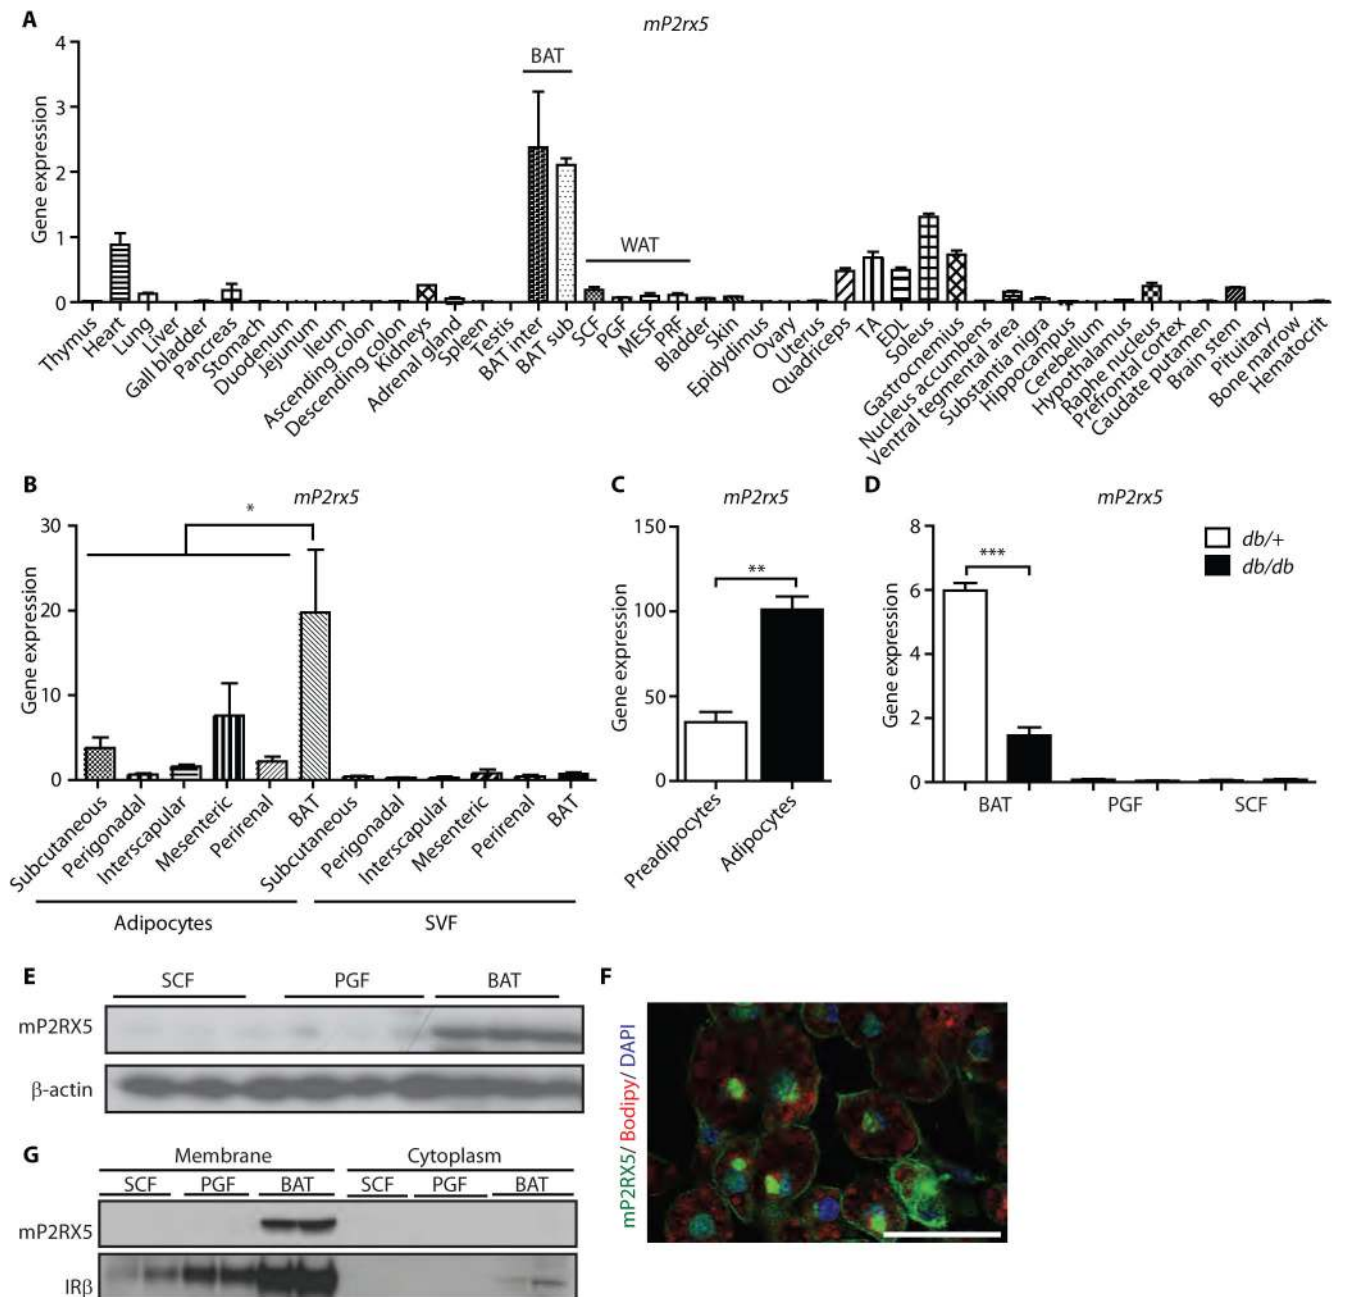 A
mP2rx5
4
3
2
1
0
Gene expression
BAT
WAT
Thymus
Heart
Lung
Liver
Gall bladder
Pancreas
Stomach
Duodenum
Jejunum
Ileum
Ascending colon
Descending colon
Kidneys
Adrenal gland
Spleen
Testis
BAT inter
BAT sub
SCF
PGF
MESF
PRF
Bladder
Skin
Epidydimus
Ovary
Uterus
Quadriceps
TA
EDL
Soleus
Gastrocnemius
Nucleus accumbens
Ventral tegmental area
Substantia nigra
Hippocampus
Cerebellum
Hypothalamus
Raphe nucleus
Prefrontal cortex
Caudate putamen
Brain stem
Pituitary
Bone marrow
Hematocrit
B
mP2rx5
30
20
10
0
Gene expression
*
Subcutaneous
Perigonadal
Interscapular
Mesenteric
Perirenal
BAT
Subcutaneous
Perigonadal
Interscapular
Mesenteric
Perirenal
BAT
Adipocytes
SVF
C
mP2rx5
150
100
50
0
Gene expression
**
Preadipocytes
Adipocytes
D
mP2rx5
8
6
4
2
0
Gene expression
***
db/+
db/db
BAT
PGF
SCF
E
SCF PGF BAT
mP2RX5
β-actin
F
mP2RX5/ Bodipy/ DAPI
G
Membrane Cytoplasm
SCF PGF BAT SCF PGF BAT
mP2RX5
IRβ